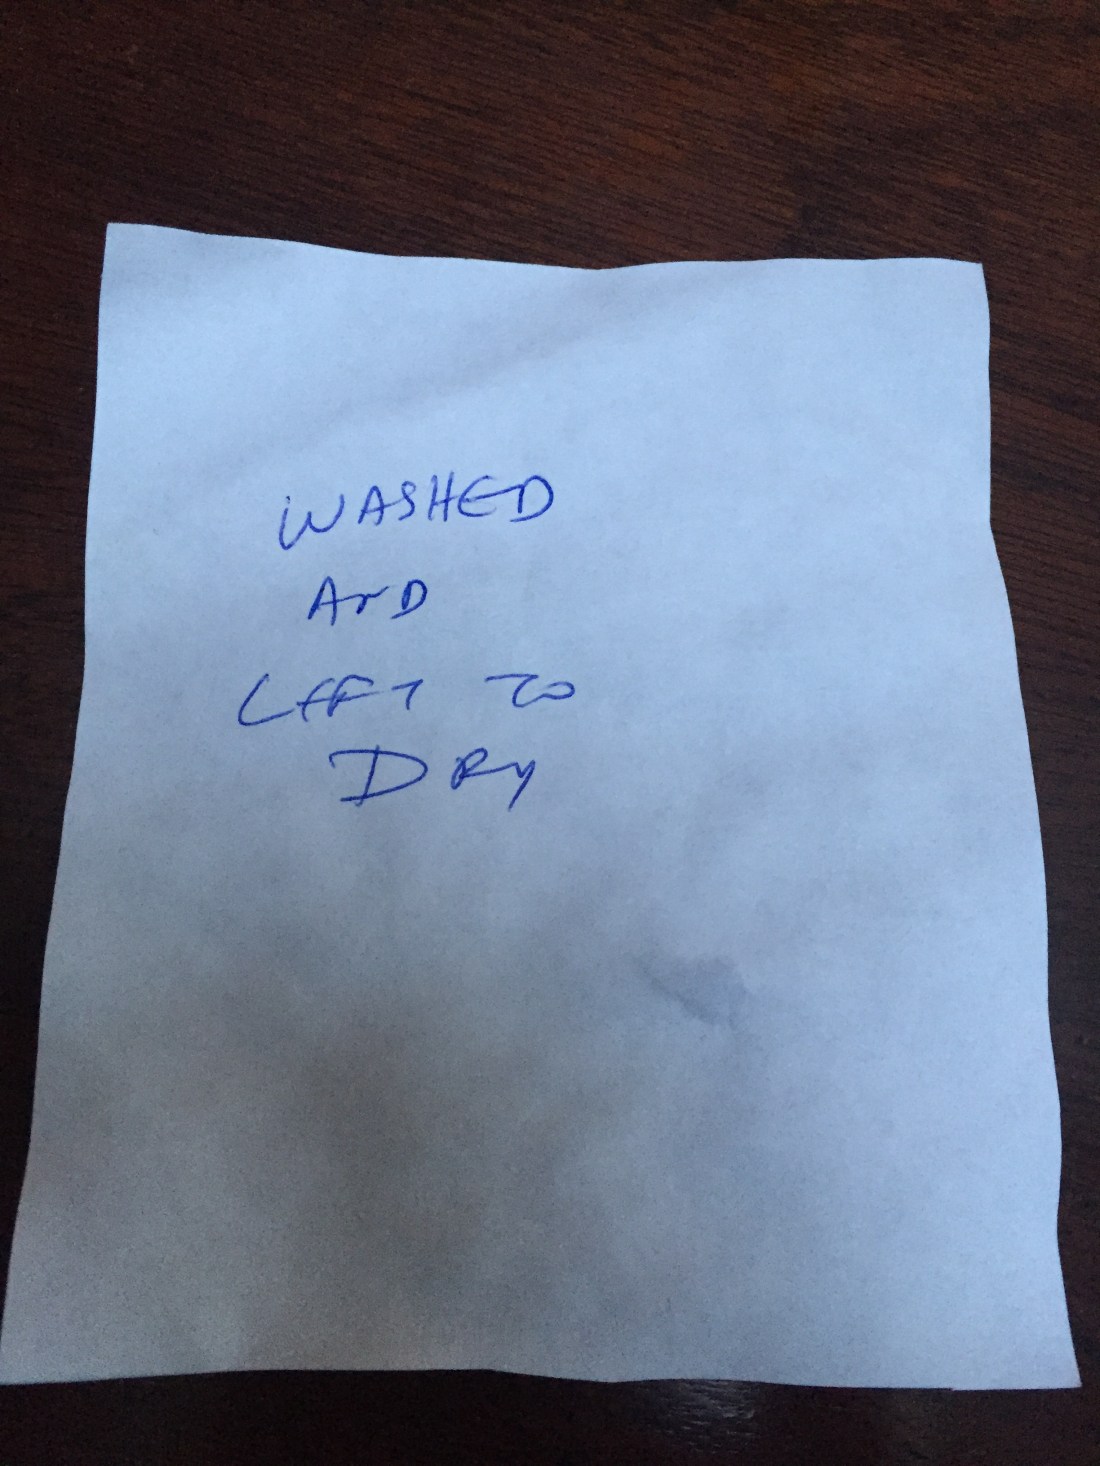 WASHED
AND
LEFT TO
DRY